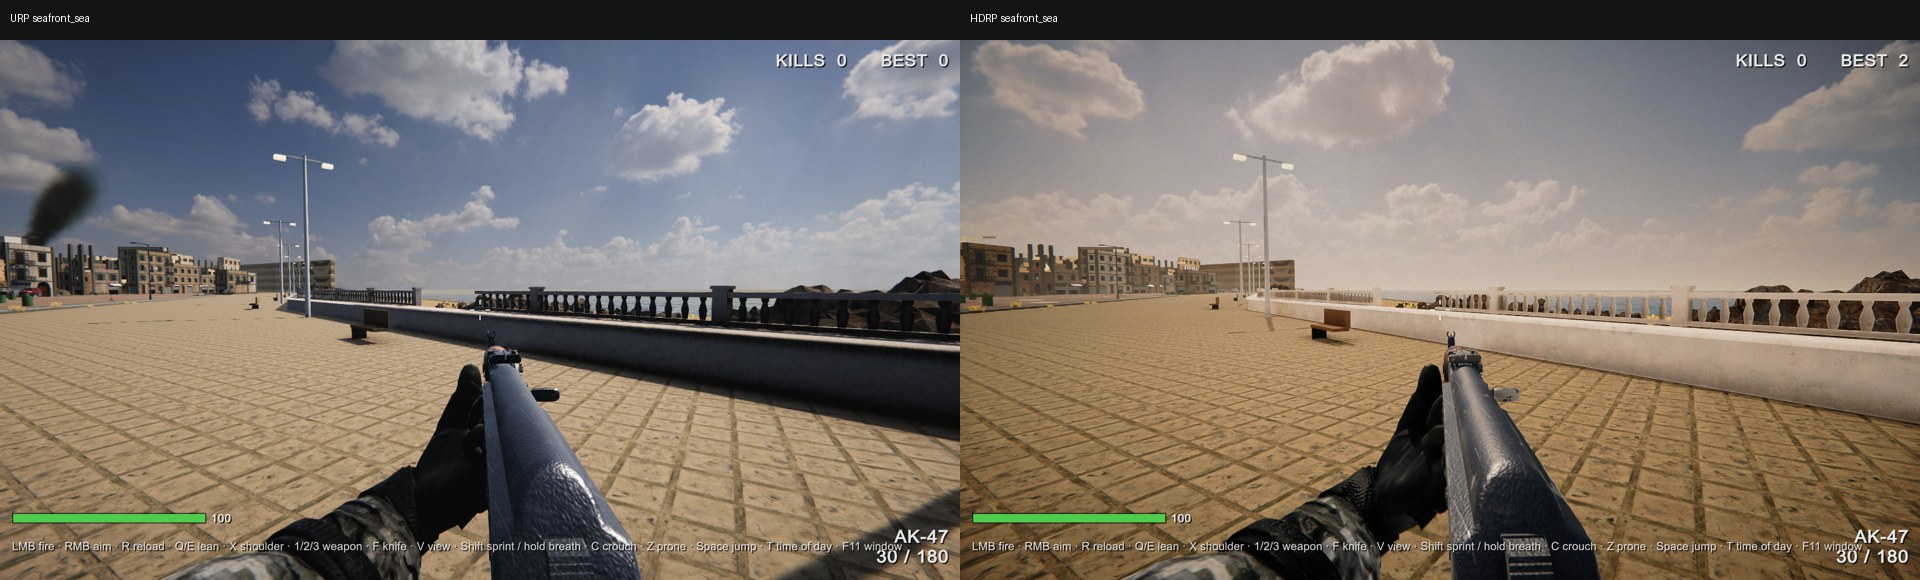 URP seafront_sea
KILLS 0 BEST 0
100
LMB fire · RMB aim · R reload · Q/E lean · X shoulder · 1/2/3 weapon · F knife · V view · Shift sprint / hold breath · C crouch · Z prone · Space jump · T time of day · F11 window
AK-47
30 / 180
HDRP seafront_sea
KILLS 0 BEST 2
100
LMB fire · RMB aim · R reload · Q/E lean · X shoulder · 1/2/3 weapon · F knife · V view · Shift sprint / hold breath · C crouch · Z prone · Space jump · T time of day · F11 window
AK-47
30 / 180